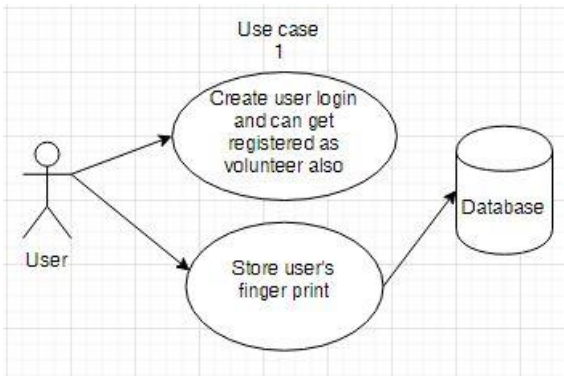 Use case
1
Create user login
and can get
registered as
volunteer also
User
Database
Store user's
finger print